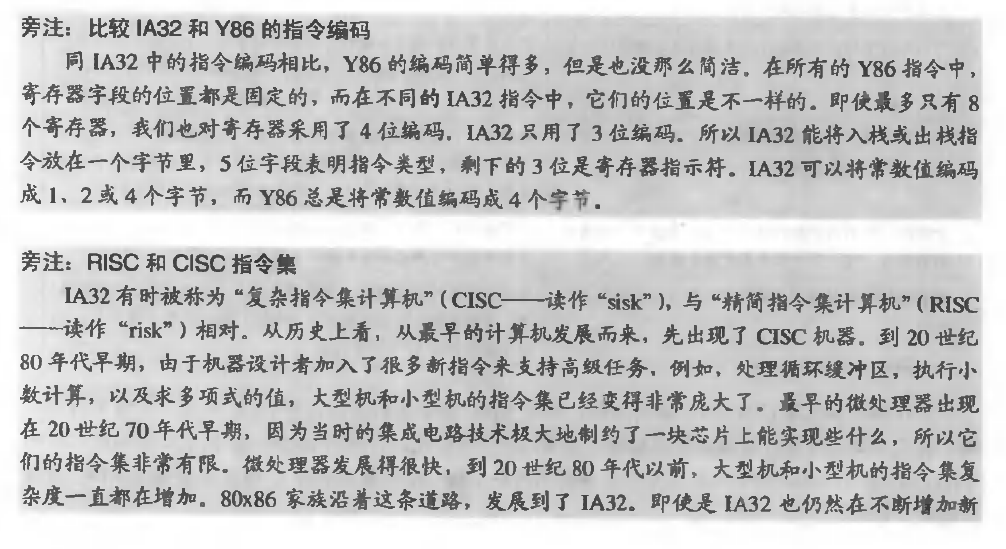 旁注：比较 IA32 和 Y86 的指令编码
同 IA32 中的指令编码相比，Y86 的编码简单得多，但是也没那么简洁。在所有的 Y86 指令中，
寄存器字段的位置都是固定的，而在不同的 IA32 指令中，它们的位置是不一样的。即使最多只有 8
个寄存器，我们也对寄存器采用了 4 位编码。IA32 只用了 3 位编码。所以 IA32 能将入栈或出栈指
令放在一个字节里，5 位字段表明指令类型，剩下的 3 位是寄存器指示符。IA32 可以将常数值编码
成 1、2 或 4 个字节，而 Y86 总是将常数值编码成 4 个字节。
旁注：RISC 和 CISC 指令集
IA32 有时被称为“复杂指令集计算机”（CISC——读作“sisk”），与“精简指令集计算机”（RISC
——读作“risk”）相对。从历史上看，从最早的计算机发展而来，先出现了 CISC 机器。到 20 世纪
80 年代早期，由于机器设计者加入了很多新指令来支持高级任务，例如，处理循环缓冲区，执行小
数计算，以及求多项式的值，大型机和小型机的指令集已经变得非常庞大了。最早的微处理器出现
在 20 世纪 70 年代早期，因为当时的集成电路技术极大地制约了一块芯片上能实现些什么，所以它
们的指令集非常有限。微处理器发展得很快，到 20 世纪 80 年代以前，大型机和小型机的指令集复
杂度一直都在增加。80x86 家族沿着这条道路，发展到了 IA32。即使是 IA32 也仍然在不断增加新